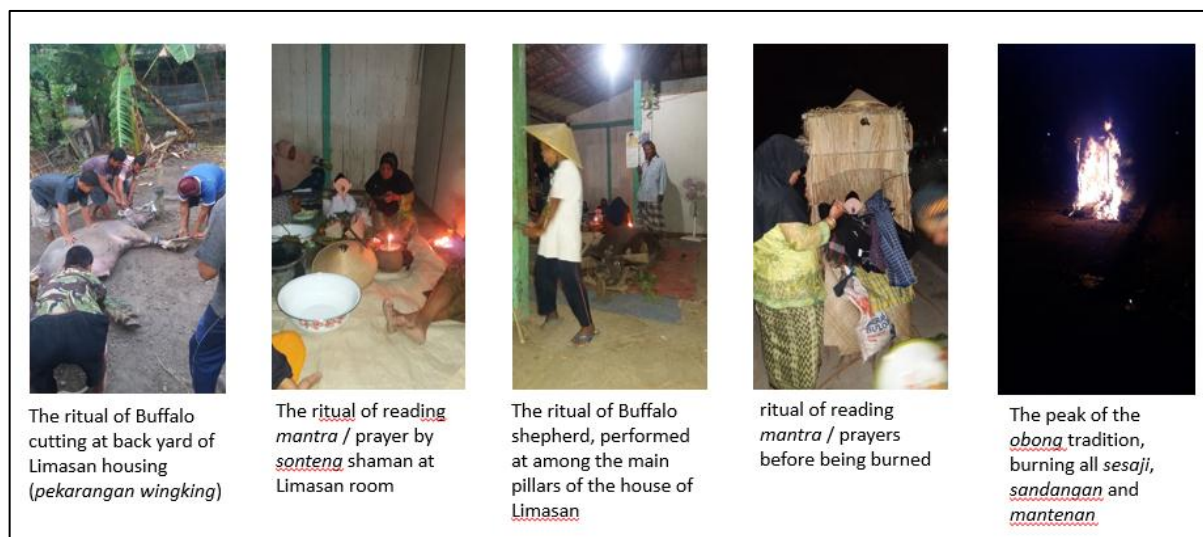 The ritual of Buffalo
cutting at back yard of
Limasan housing
(pekarangan wingking)
The ritual of reading
mantra / prayer by
sonteng shaman at
Limasan room
The ritual of Buffalo
shepherd, performed
at among the main
pillars of the house of
Limasan
ritual of reading
mantra / prayers
before being burned
The peak of the
obong tradition,
burning all sesaji,
sandangan and
mantenan